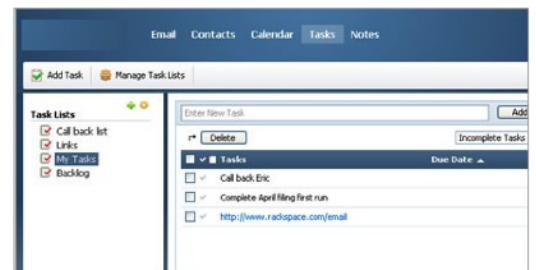 Email Contacts Calendar Tasks Notes
Add Task Manage Task Lists
Task Lists
Call back list
Links
My Tasks
Backlog
Enter New Task Add
Delete Incomplete Tasks
Tasks Due Date
Call back Eric
Complete April filing first run
http://www.rackspace.com/email